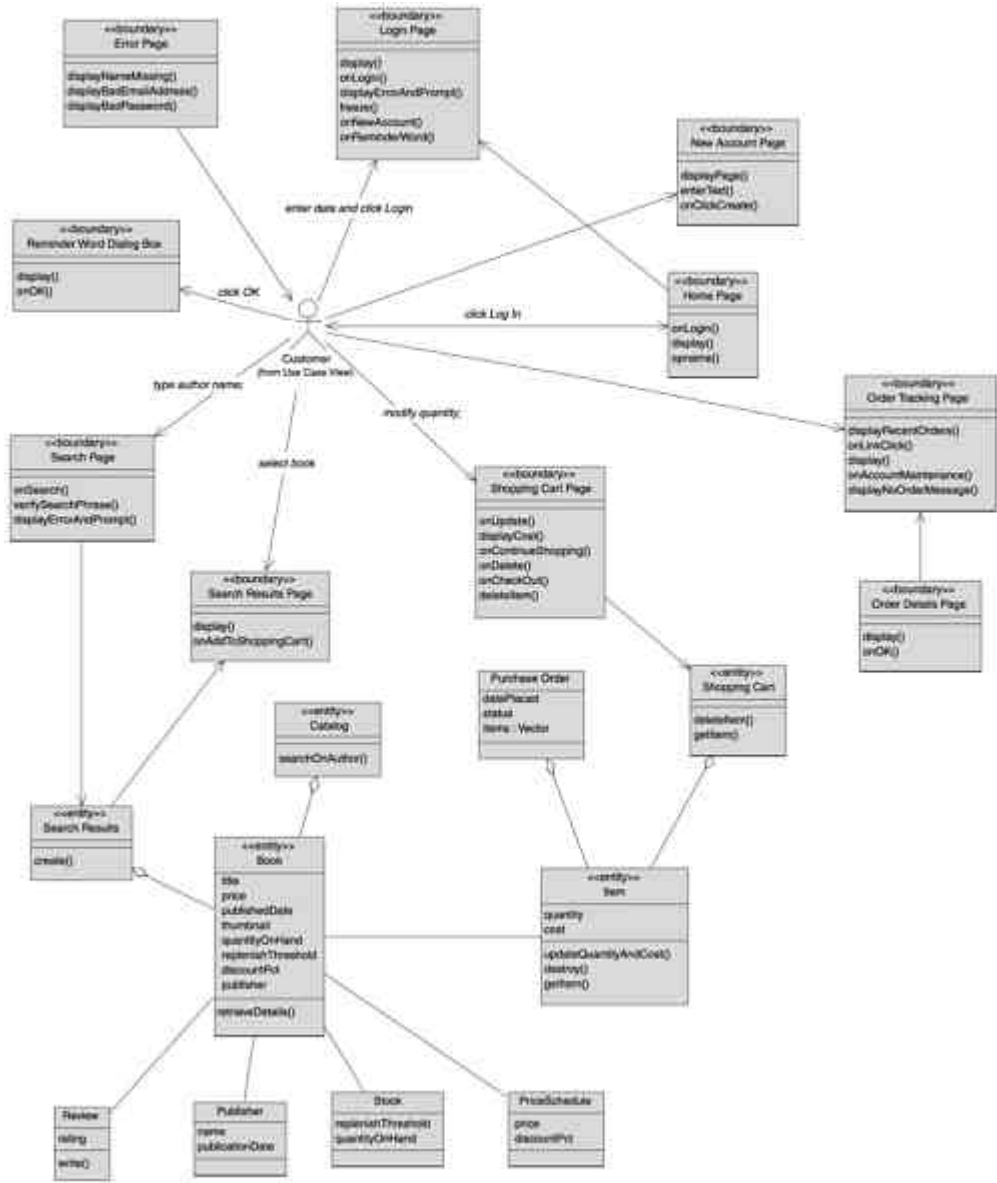 <<boundary>>
Error Page
displayNameMissing()
displayBadEmailAddress()
displayBadPassword()
<<boundary>>
Login Page
display()
onLogin()
displayErrorAndPrompt()
freeze()
onNewAccount()
onReminderWord()
<<boundary>>
New Account Page
displayPage()
enterText()
onClickCreate()
enter data and click Login
<<boundary>>
Reminder Word Dialog Box
display()
onOK()
click OK
<<boundary>>
Home Page
onLogin()
display()
click Log In
Customer
(from Use Case View)
type author name;
modify quantity;
select book
<<boundary>>
Order Tracking Page
displayRecentOrders()
onLinkClick()
display()
onAccountMaintenance()
displayNoOrderMessage()
<<boundary>>
Search Page
onSearch()
verifySearchPhrase()
displayErrorAndPrompt()
<<boundary>>
Shopping Cart Page
onUpdate()
displayCost()
onContinueShopping()
onDelete()
onCheckOut()
deleteItem()
<<boundary>>
Search Results Page
display()
onAddToShoppingCart()
<<boundary>>
Order Details Page
display()
onOK()
Purchase Order
datePlaced
status
items : Vector
<<entity>>
Shopping Cart
deleteItem()
getItem()
<<entity>>
Catalog
searchOnAuthor()
<<entity>>
Search Results
create()
<<entity>>
Book
title
price
publishedDate
thumbnail
quantityOnHand
replenishThreshold
discountPct
publisher
retrieveDetails()
<<entity>>
Item
quantity
cost
updateQuantityAndCost()
destroy()
getItem()
Review
rating
write()
Publisher
name
publicationDate
Stock
replenishThreshold
quantityOnHand
PriceSchedule
price
discountPct